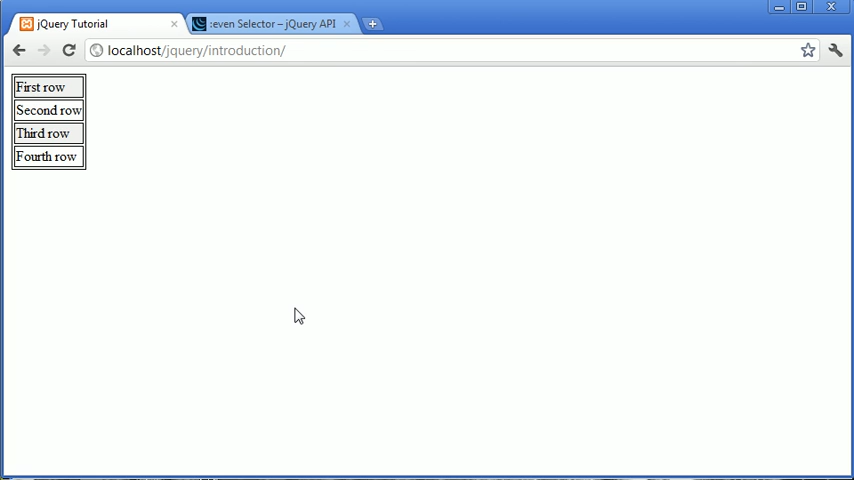 jQuery Tutorial
:even Selector – jQuery API
localhost/jquery/introduction/
First row
Second row
Third row
Fourth row